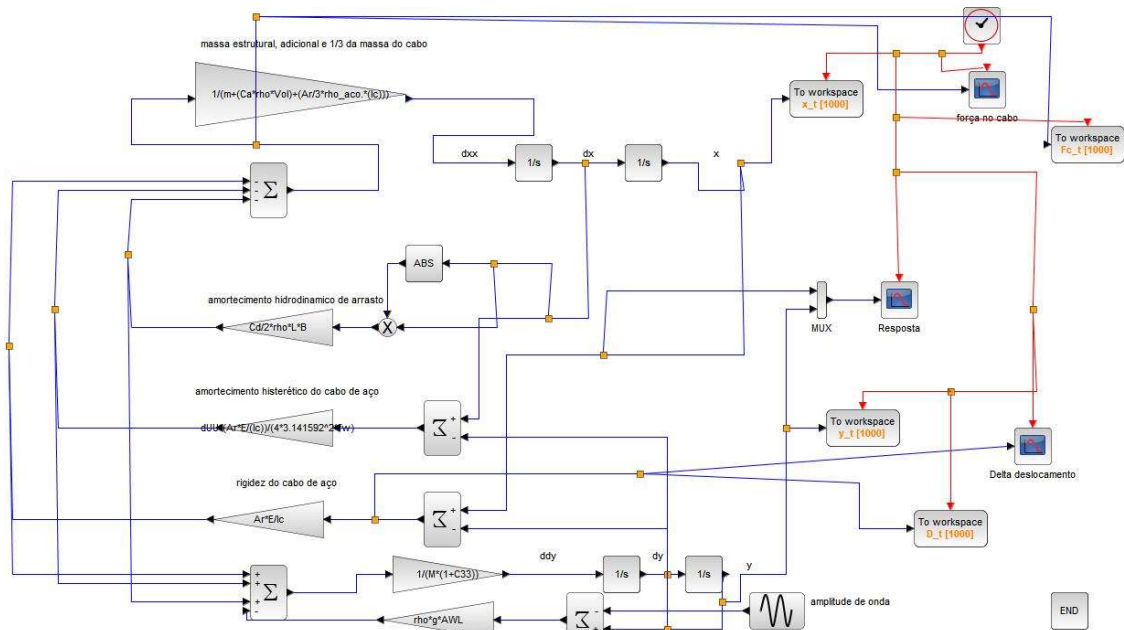 massa estrutural, adicional e 1/3 da massa do cabo
1/(m+(Ca*rho*Vol)+(Ar/3*rho_aco.*(lc)))
To workspace
x_t [1000]
força no cabo
To workspace
Fc_t [1000]
dxx
1/s
dx
1/s
x
-
-
-
Σ
ABS
amortecimento hidrodinamico de arrasto
Cd/2*rho*L*B
X
MUX
Resposta
amortecimento histerético do cabo de aço
+
-
Σ
To workspace
y_t [1000]
Delta deslocamento
rigidez do cabo de aço
Ar*E/lc
+
-
Σ
To workspace
D_t [1000]
+
+
+
-
Σ
1/(M*(1+C33))
ddy
1/s
dy
1/s
y
rho*g*AWL
-
+
Σ
amplitude de onda
END